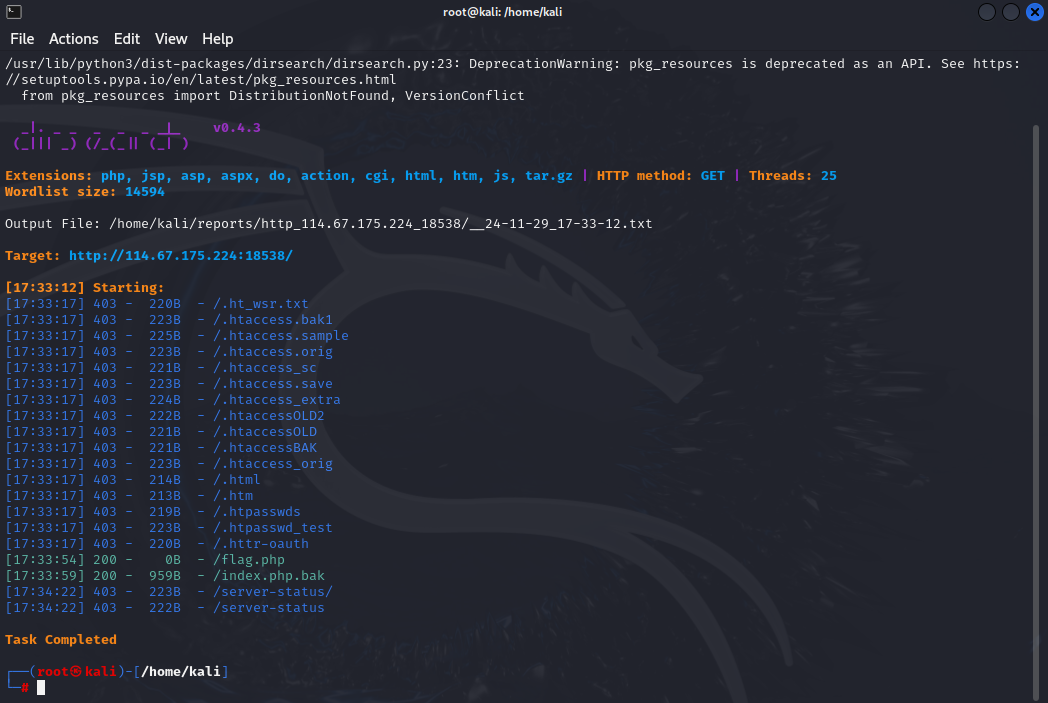 root@kali: /home/kali
File Actions Edit View Help
/usr/lib/python3/dist-packages/dirsearch/dirsearch.py:23: DeprecationWarning: pkg_resources is deprecated as an API. See https:
//setuptools.pypa.io/en/latest/pkg_resources.html
  from pkg_resources import DistributionNotFound, VersionConflict
  _|. _ _  _  _  _ _|_    v0.4.3
 (_||| _) (/_(_|| (_| )
Extensions: php, jsp, asp, aspx, do, action, cgi, html, htm, js, tar.gz | HTTP method: GET | Threads: 25
Wordlist size: 14594
Output File: /home/kali/reports/http_114.67.175.224_18538/__24-11-29_17-33-12.txt
Target: http://114.67.175.224:18538/
[17:33:12] Starting:
[17:33:17] 403 -  220B  - /.ht_wsr.txt
[17:33:17] 403 -  223B  - /.htaccess.bak1
[17:33:17] 403 -  225B  - /.htaccess.sample
[17:33:17] 403 -  223B  - /.htaccess.orig
[17:33:17] 403 -  221B  - /.htaccess_sc
[17:33:17] 403 -  223B  - /.htaccess.save
[17:33:17] 403 -  224B  - /.htaccess_extra
[17:33:17] 403 -  222B  - /.htaccessOLD2
[17:33:17] 403 -  221B  - /.htaccessOLD
[17:33:17] 403 -  221B  - /.htaccessBAK
[17:33:17] 403 -  223B  - /.htaccess_orig
[17:33:17] 403 -  214B  - /.html
[17:33:17] 403 -  213B  - /.htm
[17:33:17] 403 -  219B  - /.htpasswds
[17:33:17] 403 -  223B  - /.htpasswd_test
[17:33:17] 403 -  220B  - /.httr-oauth
[17:33:54] 200 -    0B  - /flag.php
[17:33:59] 200 -  959B  - /index.php.bak
[17:34:22] 403 -  223B  - /server-status/
[17:34:22] 403 -  222B  - /server-status
Task Completed
┌──(root㉿kali)-[/home/kali]
└─#